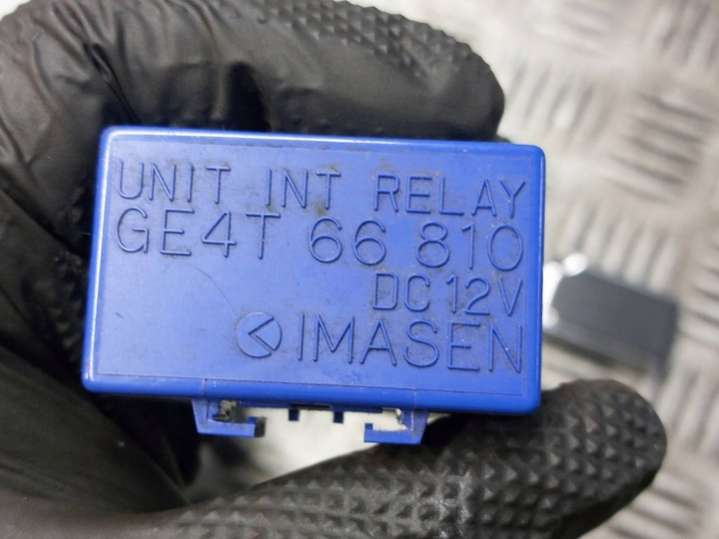 UNIT INT RELAY
GE4T 66 810
DC 12V
IMASEN